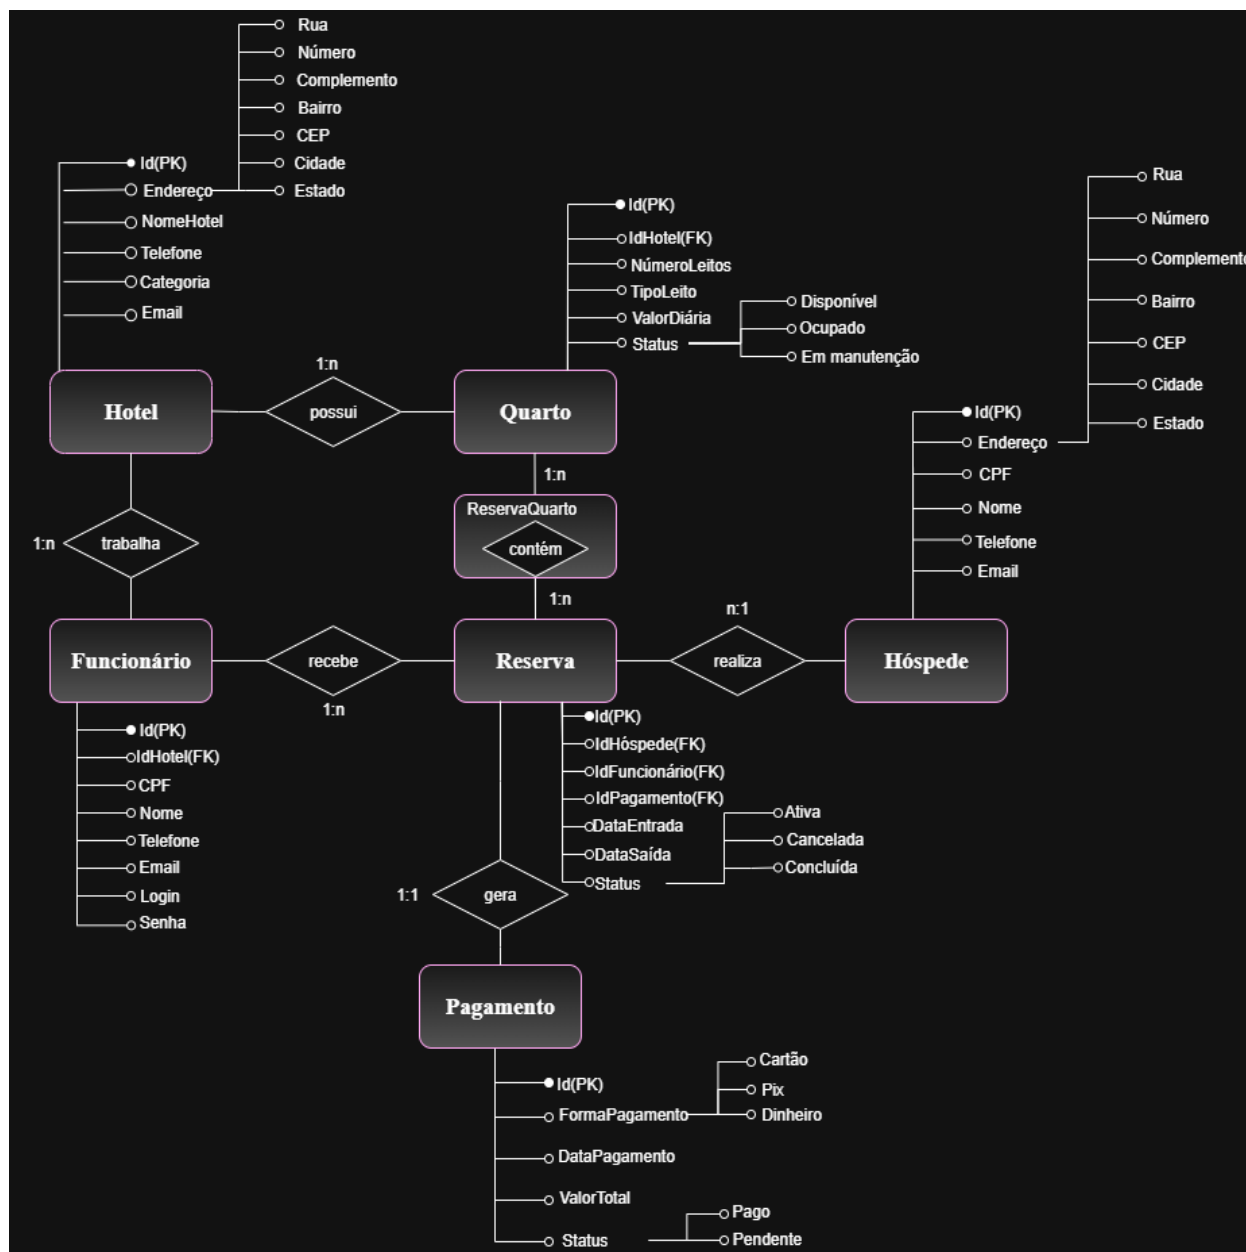 Rua
Número
Complemento
Bairro
CEP
Cidade
Estado
Id(PK)
Endereço
NomeHotel
Telefone
Categoria
Email
Hotel
1:n
possui
Id(PK)
IdHotel(FK)
NúmeroLeitos
TipoLeito
ValorDiária
Status
Disponível
Ocupado
Em manutenção
Quarto
Rua
Número
Complemento
Bairro
CEP
Cidade
Estado
Id(PK)
Endereço
CPF
Nome
Telefone
Email
1:n
trabalha
1:n
ReservaQuarto
contém
1:n
Funcionário
recebe
1:n
Reserva
n:1
realiza
Hóspede
Id(PK)
IdHotel(FK)
CPF
Nome
Telefone
Email
Login
Senha
Id(PK)
IdHóspede(FK)
IdFuncionário(FK)
IdPagamento(FK)
DataEntrada
DataSaída
Status
Ativa
Cancelada
Concluída
1:1
gera
Pagamento
Id(PK)
FormaPagamento
Cartão
Pix
Dinheiro
DataPagamento
ValorTotal
Status
Pago
Pendente